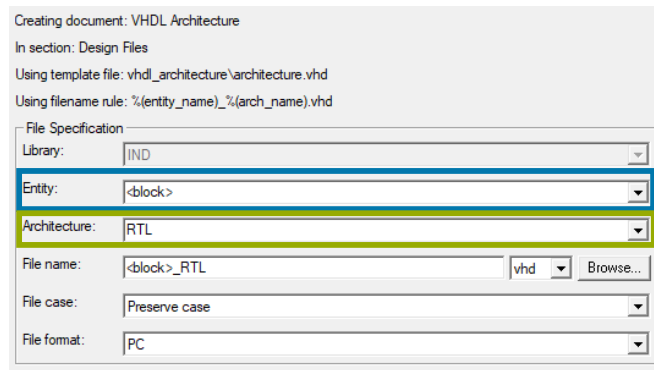 Creating document: VHDL Architecture
In section: Design Files
Using template file: vhdl_architecture\architecture.vhd
Using filename rule: %(entity_name)_%(arch_name).vhd
File Specification
Library: IND
Entity: <block>
Architecture: RTL
File name: <block>_RTL vhd Browse...
File case: Preserve case
File format: PC